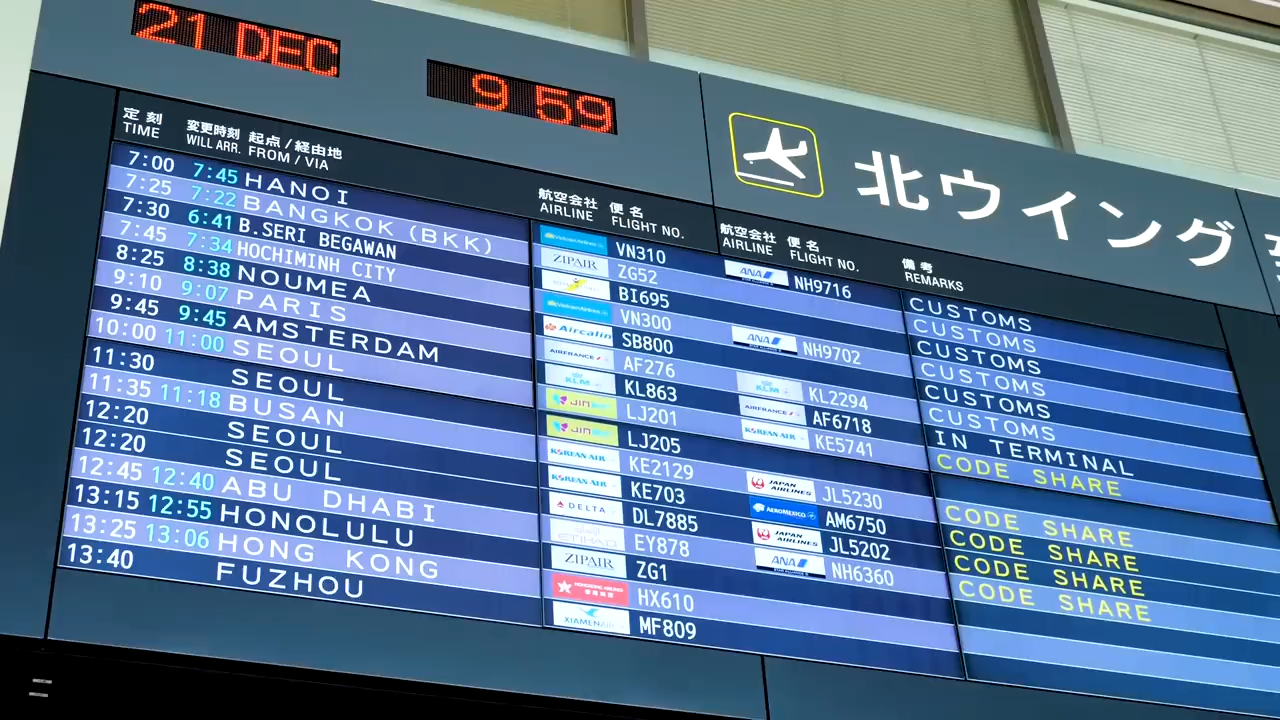 21 DEC 9 59
北ウイング
定刻 変更時刻 起点/経由地 航空会社 便名 航空会社 便名 備考
TIME WILL ARR. FROM / VIA AIRLINE FLIGHT NO. AIRLINE FLIGHT NO. REMARKS
7:00 7:45 HANOI Vietnam Airlines VN310 ANA NH9716 CUSTOMS
7:25 7:22 BANGKOK (BKK) ZIPAIR ZG52 CUSTOMS
7:30 6:41 B.SERI BEGAWAN BI695 CUSTOMS
7:45 7:34 HOCHIMINH CITY Vietnam Airlines VN300 ANA NH9702 CUSTOMS
8:25 8:38 NOUMEA Aircalin SB800 CUSTOMS
9:10 9:07 PARIS AIRFRANCE AF276 KLM KL2294 CUSTOMS
9:45 9:45 AMSTERDAM KLM KL863 AIRFRANCE AF6718 IN TERMINAL
10:00 11:00 SEOUL JIN LJ201 KOREAN AIR KE5741 CODE SHARE
11:30 SEOUL JIN LJ205
11:35 11:18 BUSAN KOREAN AIR KE2129 JAPAN AIRLINES JL5230 CODE SHARE
12:20 SEOUL KOREAN AIR KE703 AEROMEXICO AM6750 CODE SHARE
12:20 SEOUL DELTA DL7885 JAPAN AIRLINES JL5202 CODE SHARE
12:45 12:40 ABU DHABI ETIHAD EY878 ANA NH6360 CODE SHARE
13:15 12:55 HONOLULU ZIPAIR ZG1
13:25 13:06 HONG KONG HONGKONG AIRLINES HX610
13:40 FUZHOU XIAMENAIR MF809